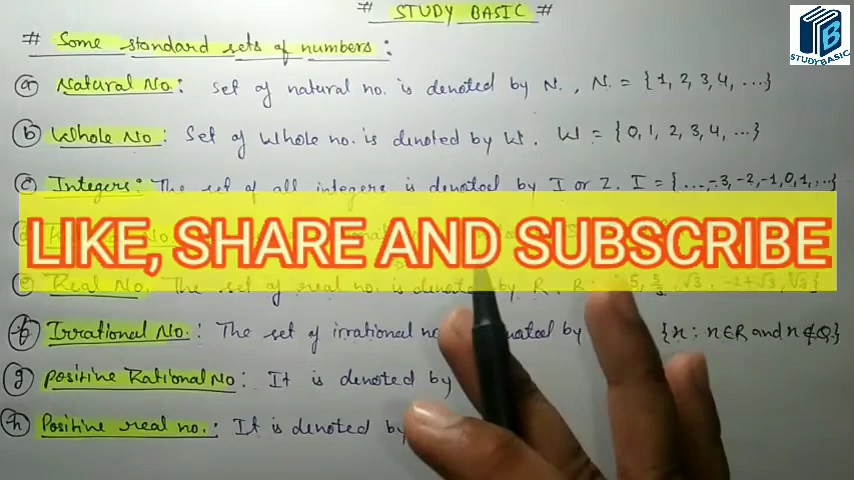 # STUDY BASIC #
STUDYBASIC
# Some standard sets of numbers:
(a) Natural No.: Set of natural no. is denoted by N. , N. = {1, 2, 3, 4, ...}
(b) Whole No: Set of Whole no. is denoted by W. W = {0, 1, 2, 3, 4, ...}
(c) Integers: The set of all integers is denoted by I or Z. I = {...,-3, -2, -1, 0, 1, ...}
LIKE, SHARE AND SUBSCRIBE
(e) Real No. The set of real no. is denoted by R.
(f) Irrational No.: The set of irrational no denoted by {x : x ∈ R and x ∉ Q}
(g) positive Rational No: It is denoted by
(h) Positive real no.: It is denoted by